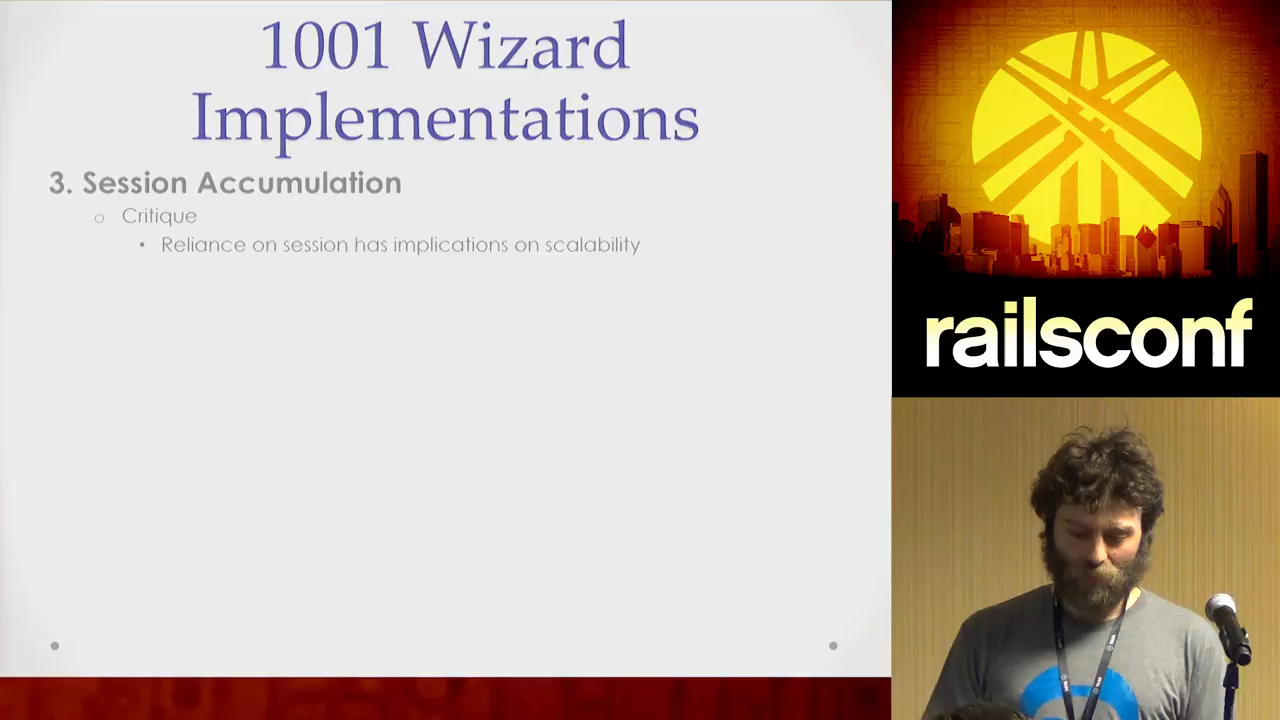 1001 Wizard
Implementations
3. Session Accumulation
o Critique
• Reliance on session has implications on scalability
railsconf